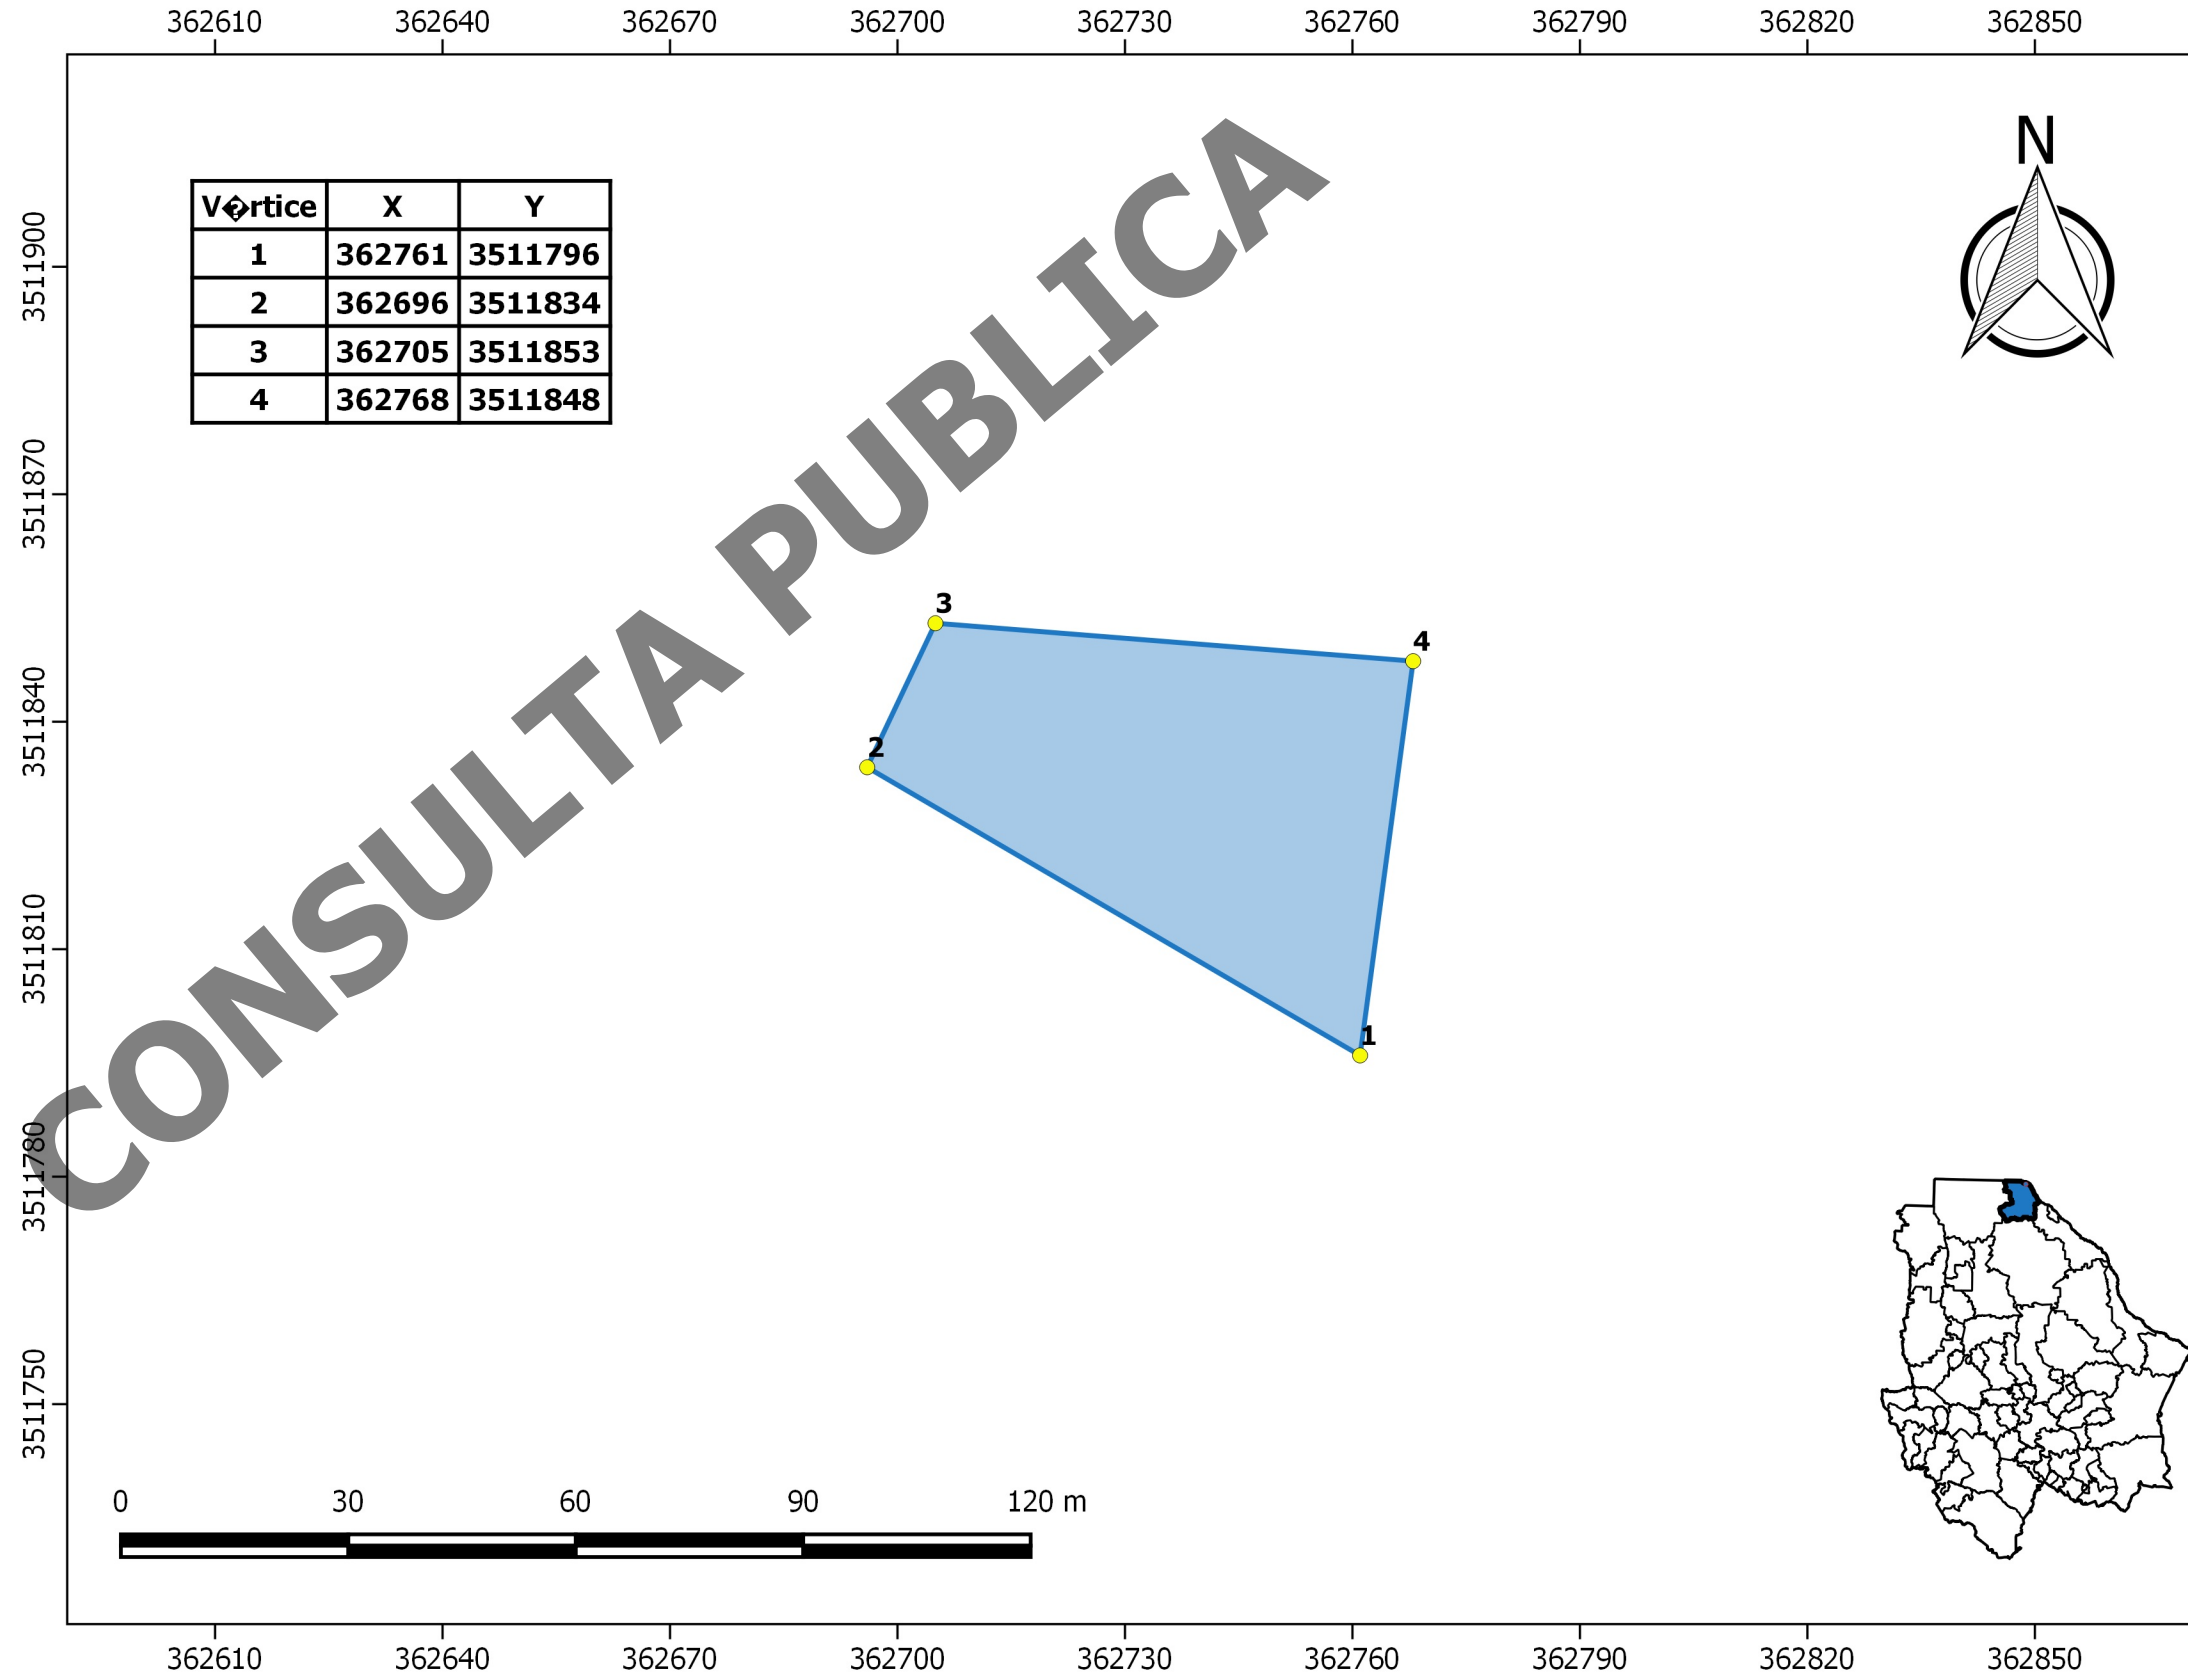 362610 362640 362670 362700 362730 362760 362790 362820 362850
N
V�rtice X Y
1 362761 3511796
2 362696 3511834
3 362705 3511853
4 362768 3511848
CONSULTA PUBLICA
3511900
3511870
3511840
3511810
3511780
3511750
3
4
2
1
0 30 60 90 120 m
362610 362640 362670 362700 362730 362760 362790 362820 362850